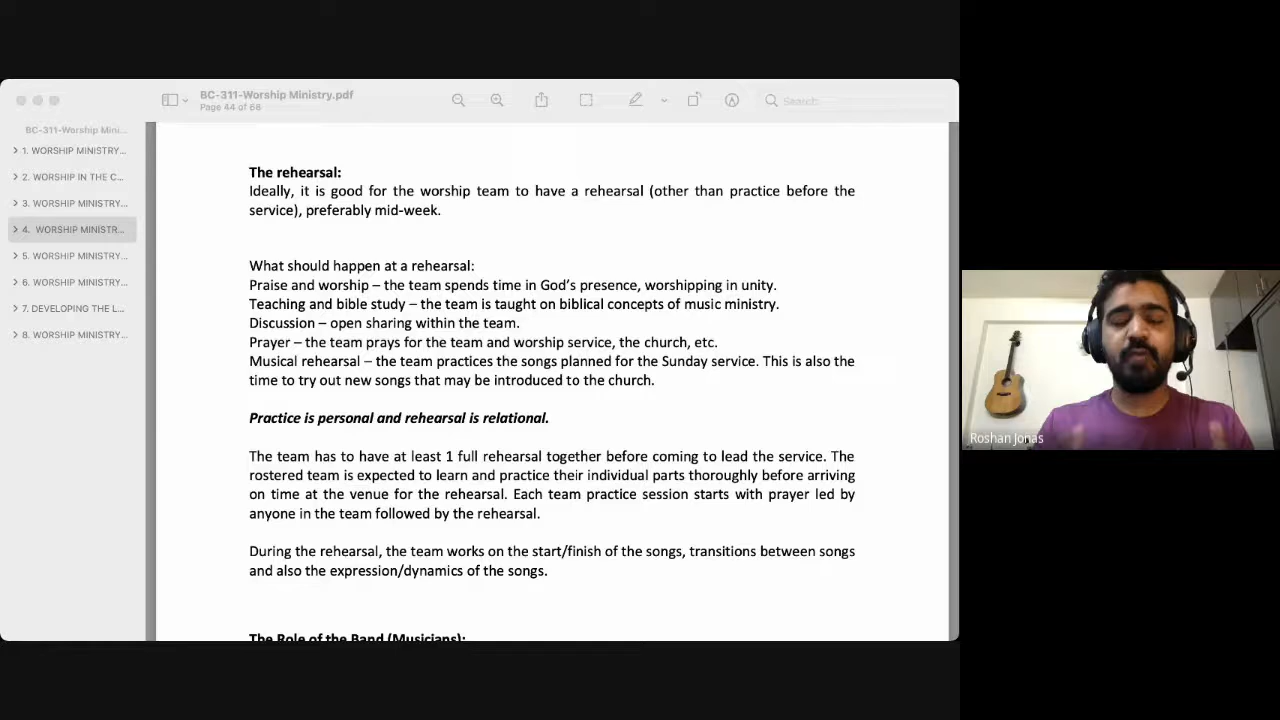 BC-311-Worship Ministry.pdf
Page 44 of 68
Search
BC-311-Worship Mini...
1. WORSHIP MINISTRY...
2. WORSHIP IN THE C...
3. WORSHIP MINISTRY...
4. WORSHIP MINISTR...
5. WORSHIP MINISTRY...
6. WORSHIP MINISTRY...
7. DEVELOPING THE L...
8. WORSHIP MINISTRY...
The rehearsal:
Ideally, it is good for the worship team to have a rehearsal (other than practice before the
service), preferably mid-week.
What should happen at a rehearsal:
Praise and worship – the team spends time in God’s presence, worshipping in unity.
Teaching and bible study – the team is taught on biblical concepts of music ministry.
Discussion – open sharing within the team.
Prayer – the team prays for the team and worship service, the church, etc.
Musical rehearsal – the team practices the songs planned for the Sunday service. This is also the
time to try out new songs that may be introduced to the church.
Practice is personal and rehearsal is relational.
The team has to have at least 1 full rehearsal together before coming to lead the service. The
rostered team is expected to learn and practice their individual parts thoroughly before arriving
on time at the venue for the rehearsal. Each team practice session starts with prayer led by
anyone in the team followed by the rehearsal.
During the rehearsal, the team works on the start/finish of the songs, transitions between songs
and also the expression/dynamics of the songs.
The Role of the Band (Musicians):
Roshan Jonas